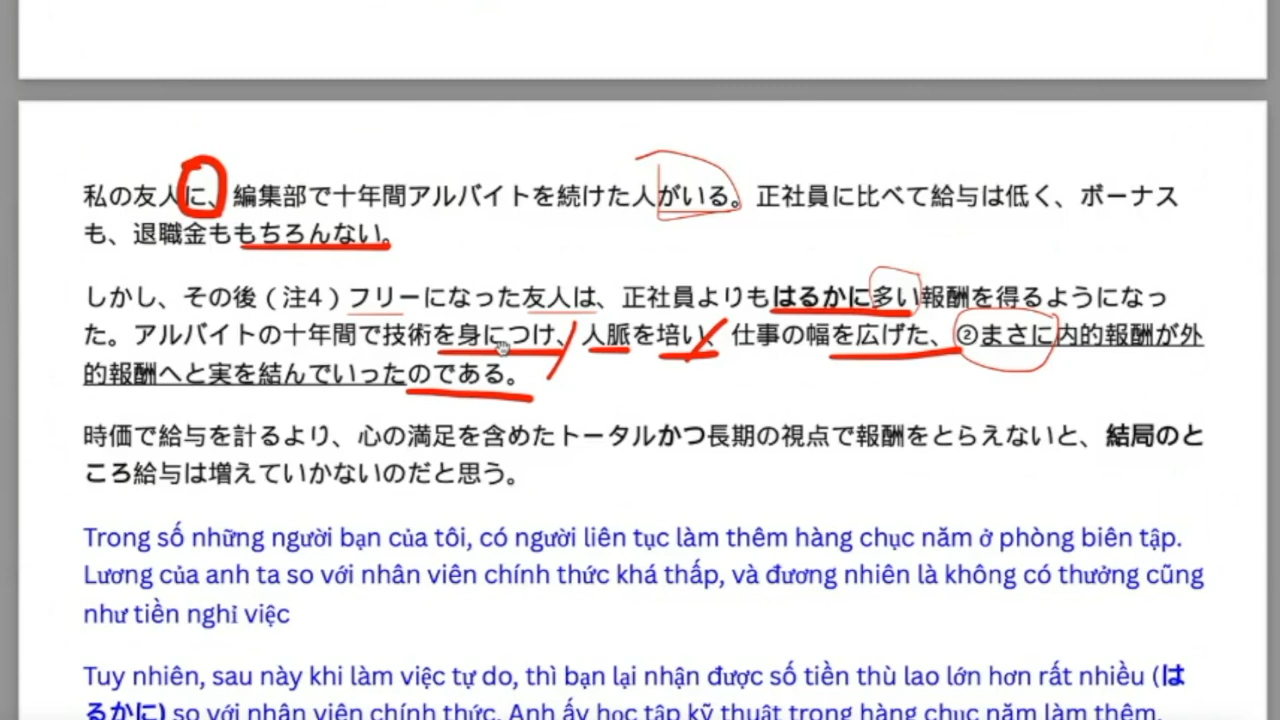 私の友人に、編集部で十年間アルバイトを続けた人がいる。正社員に比べて給与は低く、ボーナス
も、退職金ももちろんない。
しかし、その後（注4）フリーになった友人は、正社員よりもはるかに多い報酬を得るようになっ
た。アルバイトの十年間で技術を身につけ、人脈を培い、仕事の幅を広げた、②まさに内的報酬が外
的報酬へと実を結んでいったのである。
時価で給与を計るより、心の満足を含めたトータルかつ長期の視点で報酬をとらえないと、結局のと
ころ給与は増えていかないのだと思う。
Trong số những người bạn của tôi, có người liên tục làm thêm hàng chục năm ở phòng biên tập.
Lương của anh ta so với nhân viên chính thức khá thấp, và đương nhiên là không có thưởng cũng
như tiền nghỉ việc
Tuy nhiên, sau này khi làm việc tự do, thì bạn lại nhận được số tiền thù lao lớn hơn rất nhiều (は
るかに) so với nhân viên chính thức. Anh ấy học tập kỹ thuật trong hàng chục năm làm thêm,